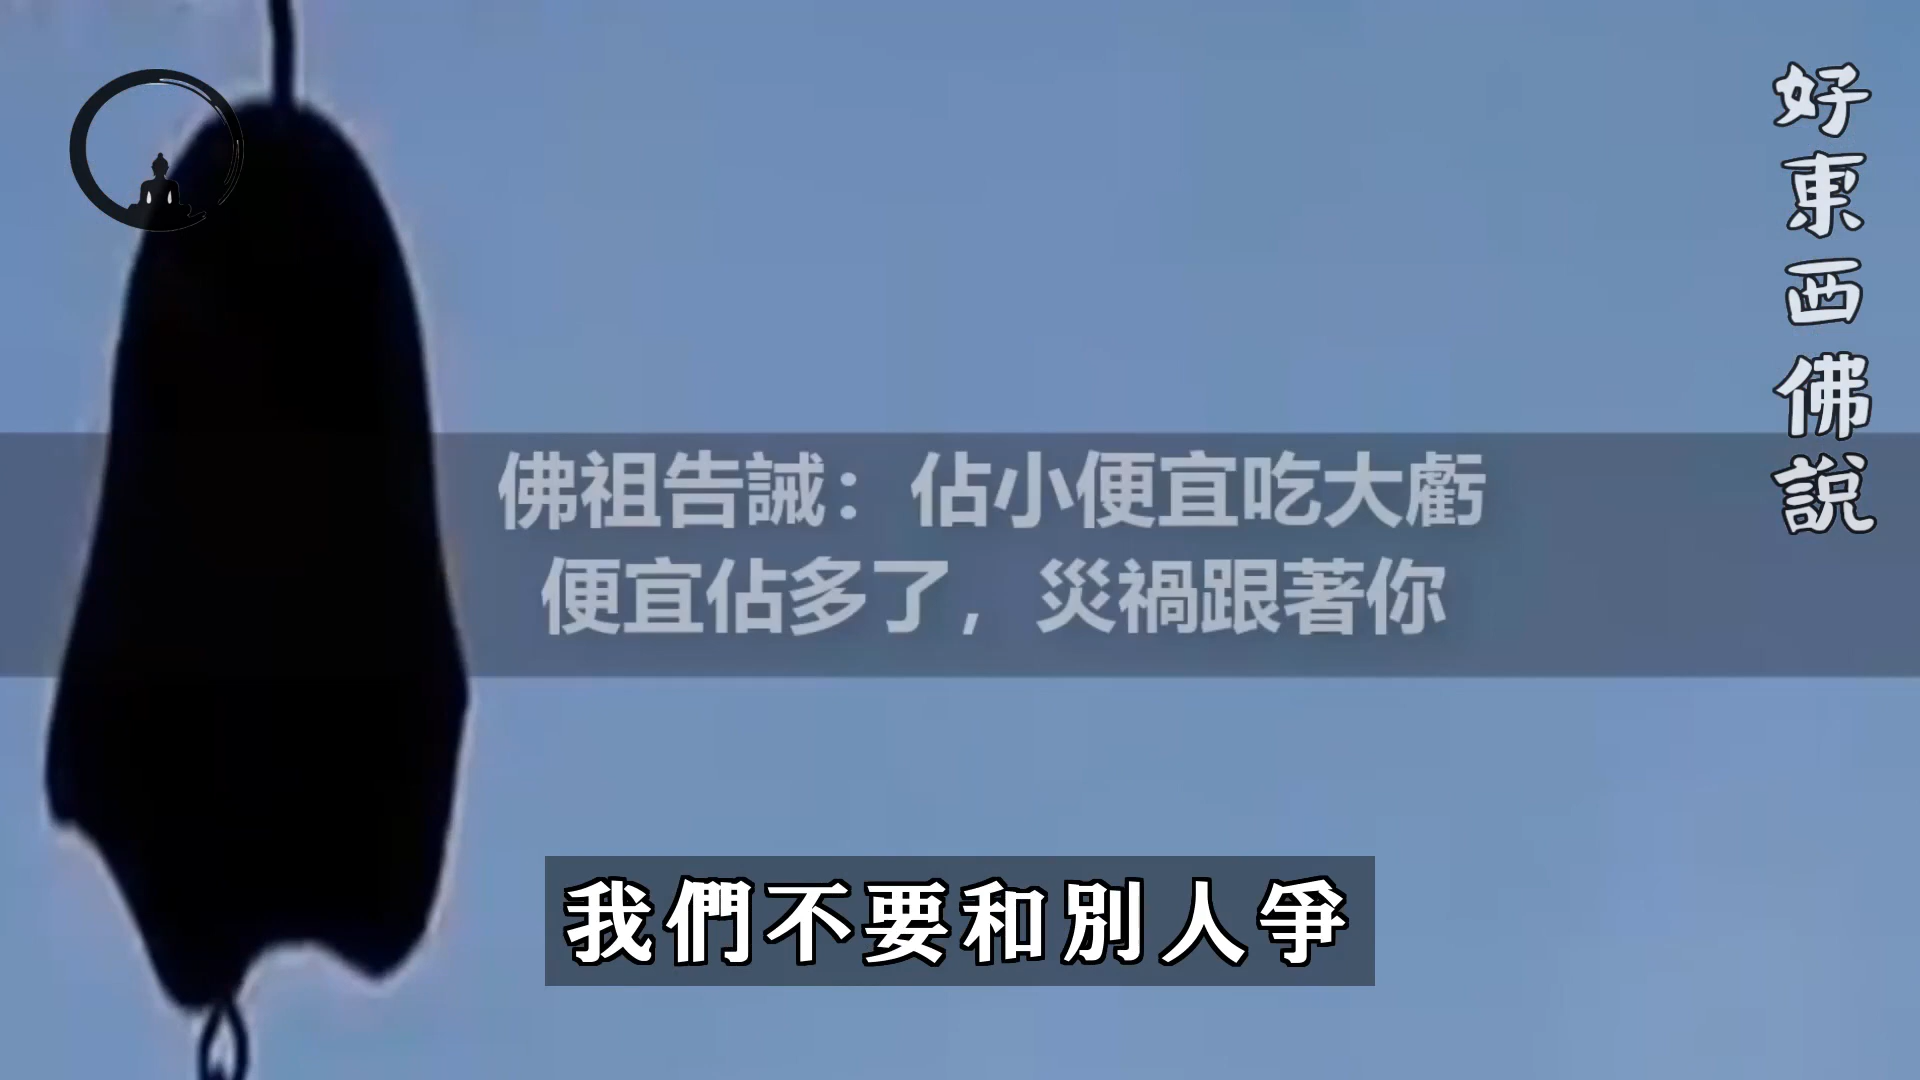 好東西佛說
佛祖告誡：佔小便宜吃大虧
便宜佔多了，災禍跟著你
我們不要和別人爭